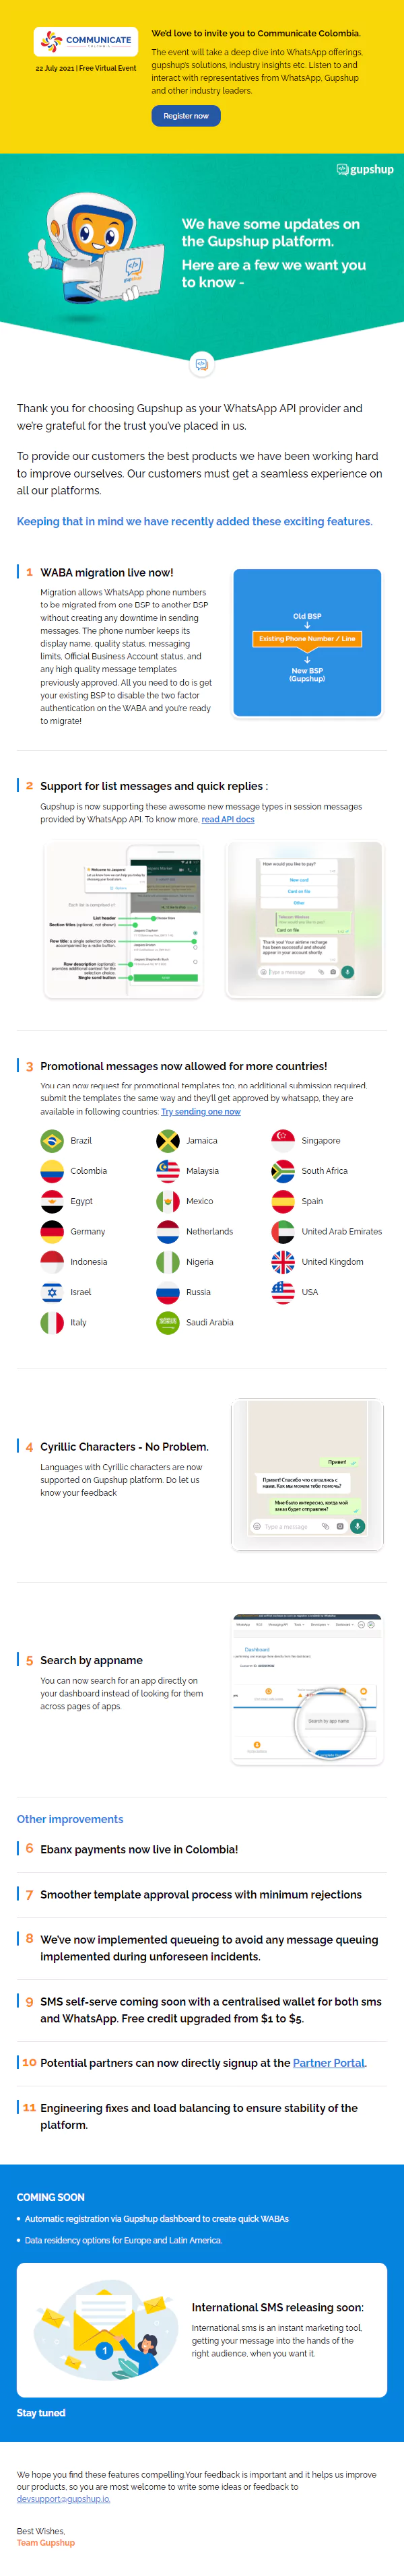 COMMUNICATE
COLOMBIA
22 July 2021 | Free Virtual Event
We'd love to invite you to Communicate Colombia.
The event will take a deep dive into WhatsApp offerings,
gupshup's solutions, industry insights etc. Listen to and
interact with representatives from WhatsApp, Gupshup
and other industry leaders.
Register now
gupshup
We have some updates on
the Gupshup platform.
Here are a few we want you
to know -
gupshup
Thank you for choosing Gupshup as your WhatsApp API provider and
we're grateful for the trust you've placed in us.
To provide our customers the best products we have been working hard
to improve ourselves. Our customers must get a seamless experience on
all our platforms.
Keeping that in mind we have recently added these exciting features.
1 WABA migration live now!
Migration allows WhatsApp phone numbers
to be migrated from one BSP to another BSP
without creating any downtime in sending
messages. The phone number keeps its
display name, quality status, messaging
limits, Official Business Account status, and
any high quality message templates
previously approved. All you need to do is get
your existing BSP to disable the two factor
authentication on the WABA and you're ready
to migrate!
Old BSP
Existing Phone Number / Line
New BSP
(Gupshup)
2 Support for list messages and quick replies :
Gupshup is now supporting these awesome new message types in session messages
provided by WhatsApp API. To know more, read API docs
Each list is comprised of
List header
Section titles (optional, not shown)
Row title: a single selection choice
accompanied by a radio button.
Row description (optional)
provides additional context for the
selection choice.
Single send button
How would you like to pay?
New card
Card on file
Other
How would you like to pay?
Card on file
Thank you! Your airtime recharge
has been successful and should
appear in your account shortly.
Type a message
3 Promotional messages now allowed for more countries!
You can now request for promotional templates too, no additional submission required,
submit the templates the same way and they'll get approved by whatsapp, they are
available in following countries: Try sending one now
Brazil
Jamaica
Singapore
Colombia
Malaysia
South Africa
Egypt
Mexico
Spain
Germany
Netherlands
United Arab Emirates
Indonesia
Nigeria
United Kingdom
Israel
Russia
USA
Italy
Saudi Arabia
4 Cyrillic Characters - No Problem.
Languages with Cyrillic characters are now
supported on Gupshup platform. Do let us
know your feedback
Привет!
Привет! Спасибо что связались с
нами. Как мы можем тебе помочь?
Мне было интересно, когда мой
заказ будет отправлен?
Type a message
5 Search by appname
You can now search for an app directly on
your dashboard instead of looking for them
across pages of apps.
Dashboard
Search by app name
Other improvements
6 Ebanx payments now live in Colombia!
7 Smoother template approval process with minimum rejections
8 We've now implemented queueing to avoid any message queuing
implemented during unforeseen incidents.
9 SMS self-serve coming soon with a centralised wallet for both sms
and WhatsApp. Free credit upgraded from $1 to $5.
10 Potential partners can now directly signup at the Partner Portal.
11 Engineering fixes and load balancing to ensure stability of the
platform.
COMING SOON
• Automatic registration via Gupshup dashboard to create quick WABAs
• Data residency options for Europe and Latin America.
1
International SMS releasing soon:
International sms is an instant marketing tool,
getting your message into the hands of the
right audience, when you want it.
Stay tuned
We hope you find these features compelling.Your feedback is important and it helps us improve
our products, so you are most welcome to write some ideas or feedback to
devsupport@gupshup.io.
Best Wishes,
Team Gupshup